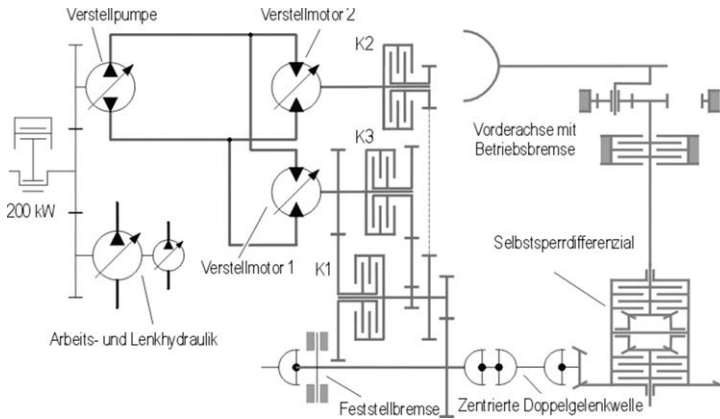 Verstellpumpe
Verstellmotor 2
K2
K3
Vorderachse mit
Betriebsbremse
200 kW
Selbstsperrdifferenzial
Verstellmotor 1
K1
Arbeits- und Lenkhydraulik
Feststellbremse
Zentrierte Doppelgelenkwelle